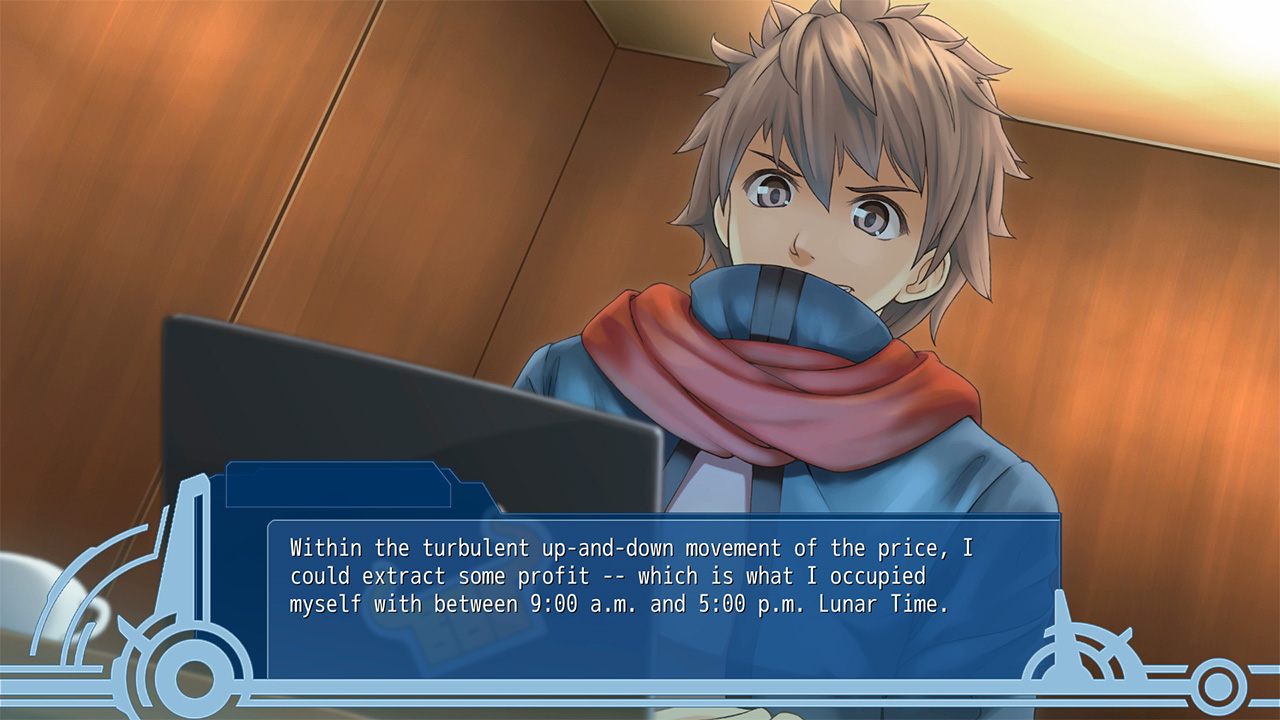 Within the turbulent up-and-down movement of the price, I
could extract some profit -- which is what I occupied
myself with between 9:00 a.m. and 5:00 p.m. Lunar Time.